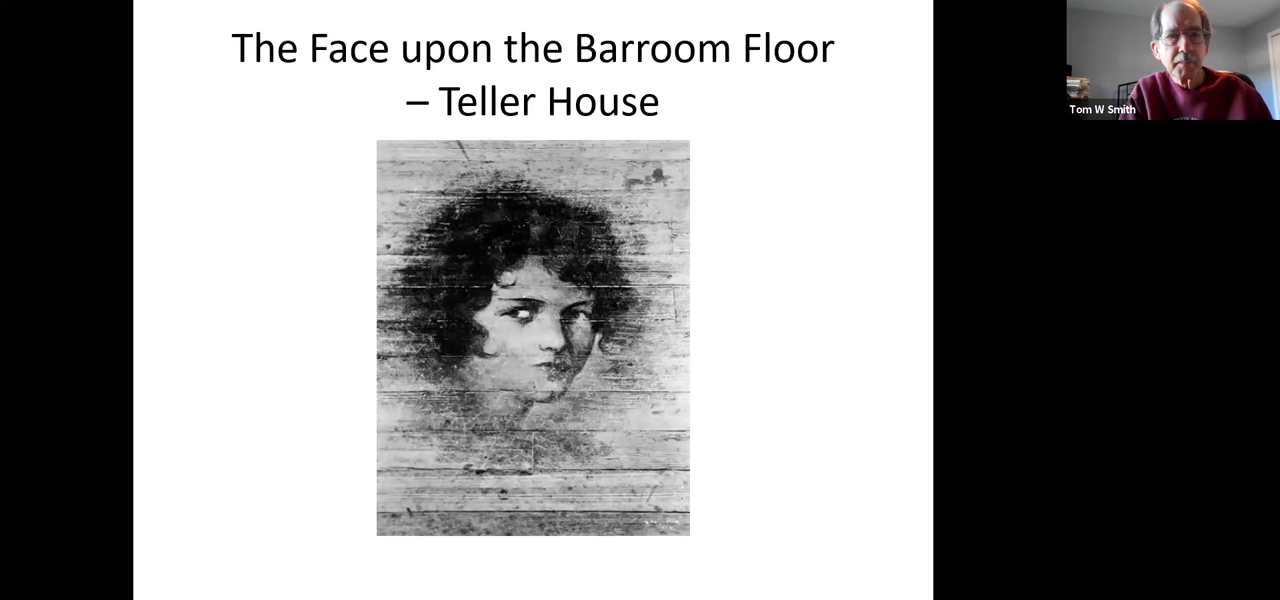 The Face upon the Barroom Floor
– Teller House
Tom W Smith